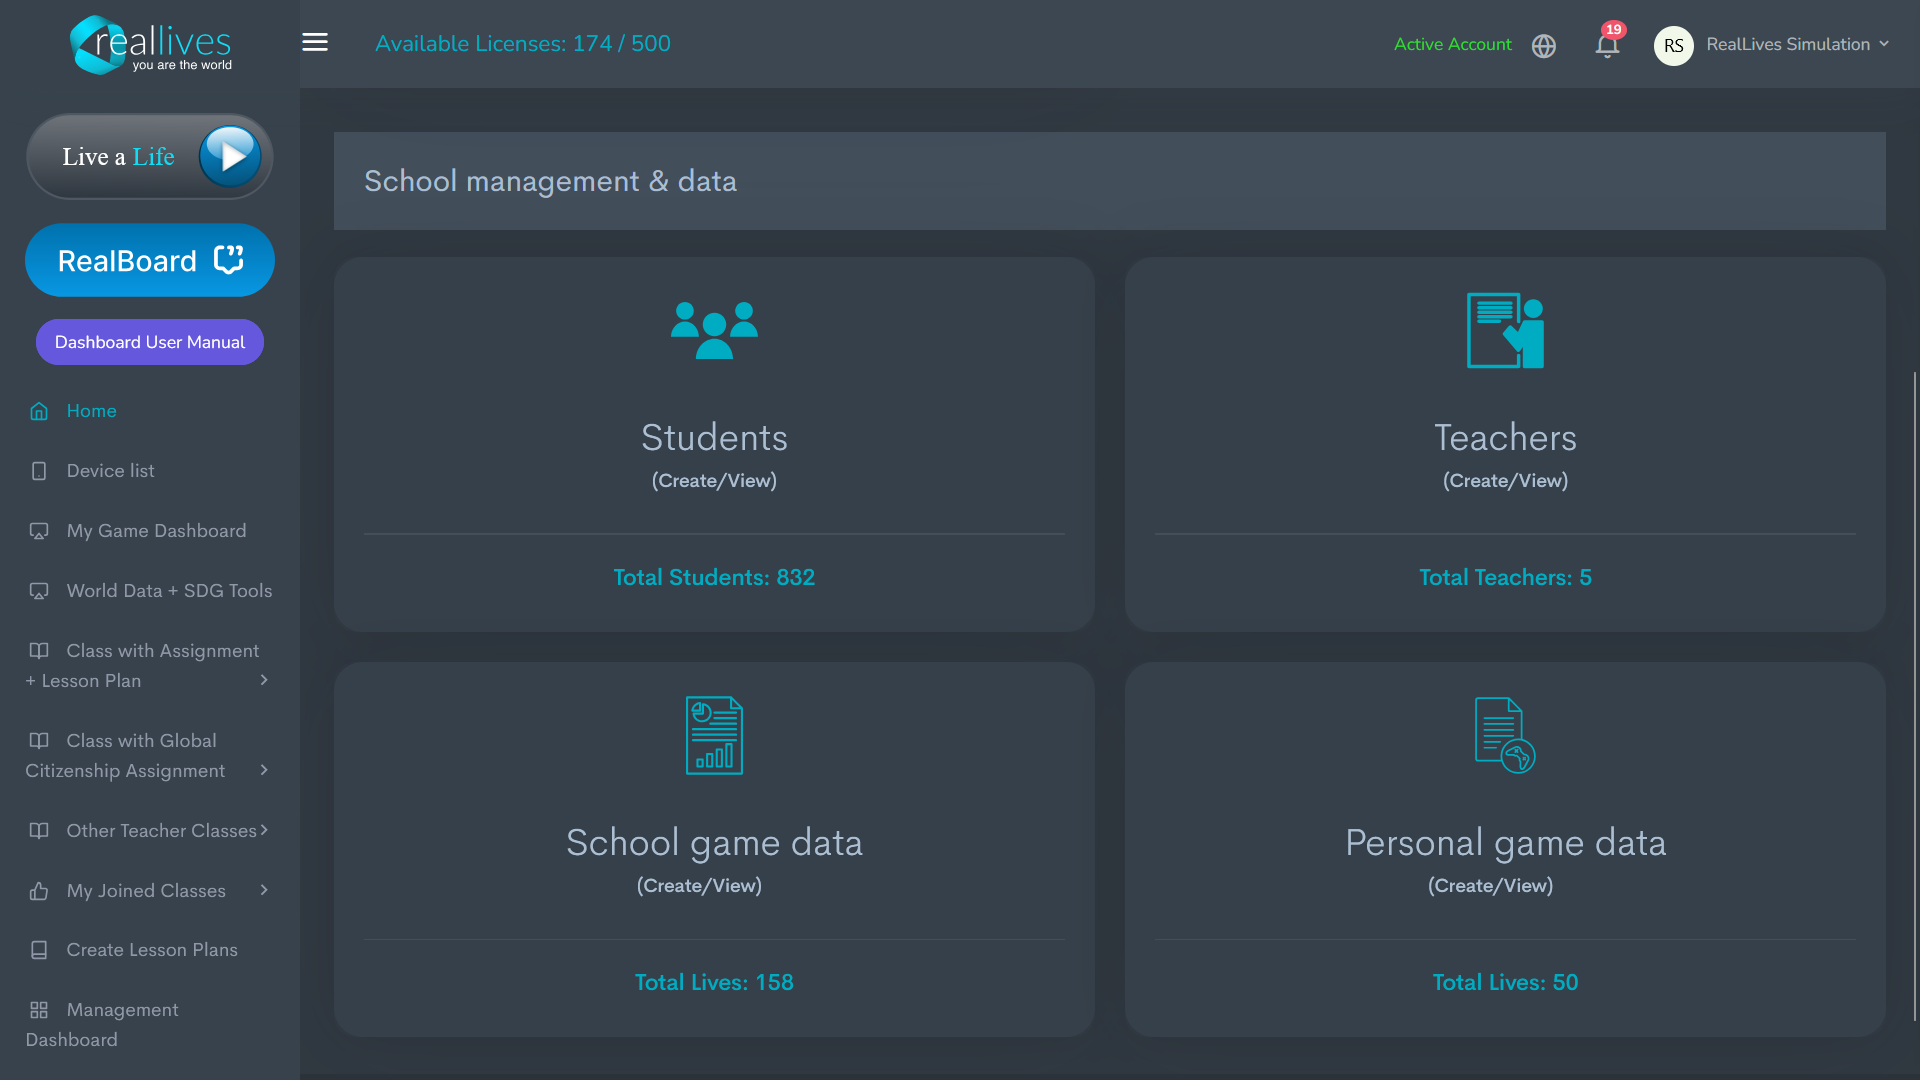 reallives
you are the world
Available Licenses: 174 / 500
Active Account
19
RS
RealLives Simulation
Live a Life
RealBoard
Dashboard User Manual
Home
Device list
My Game Dashboard
World Data + SDG Tools
Class with Assignment
+ Lesson Plan
Class with Global
Citizenship Assignment
Other Teacher Classes
My Joined Classes
Create Lesson Plans
Management
Dashboard
School management & data
Students
(Create/View)
Total Students: 832
Teachers
(Create/View)
Total Teachers: 5
School game data
(Create/View)
Total Lives: 158
Personal game data
(Create/View)
Total Lives: 50